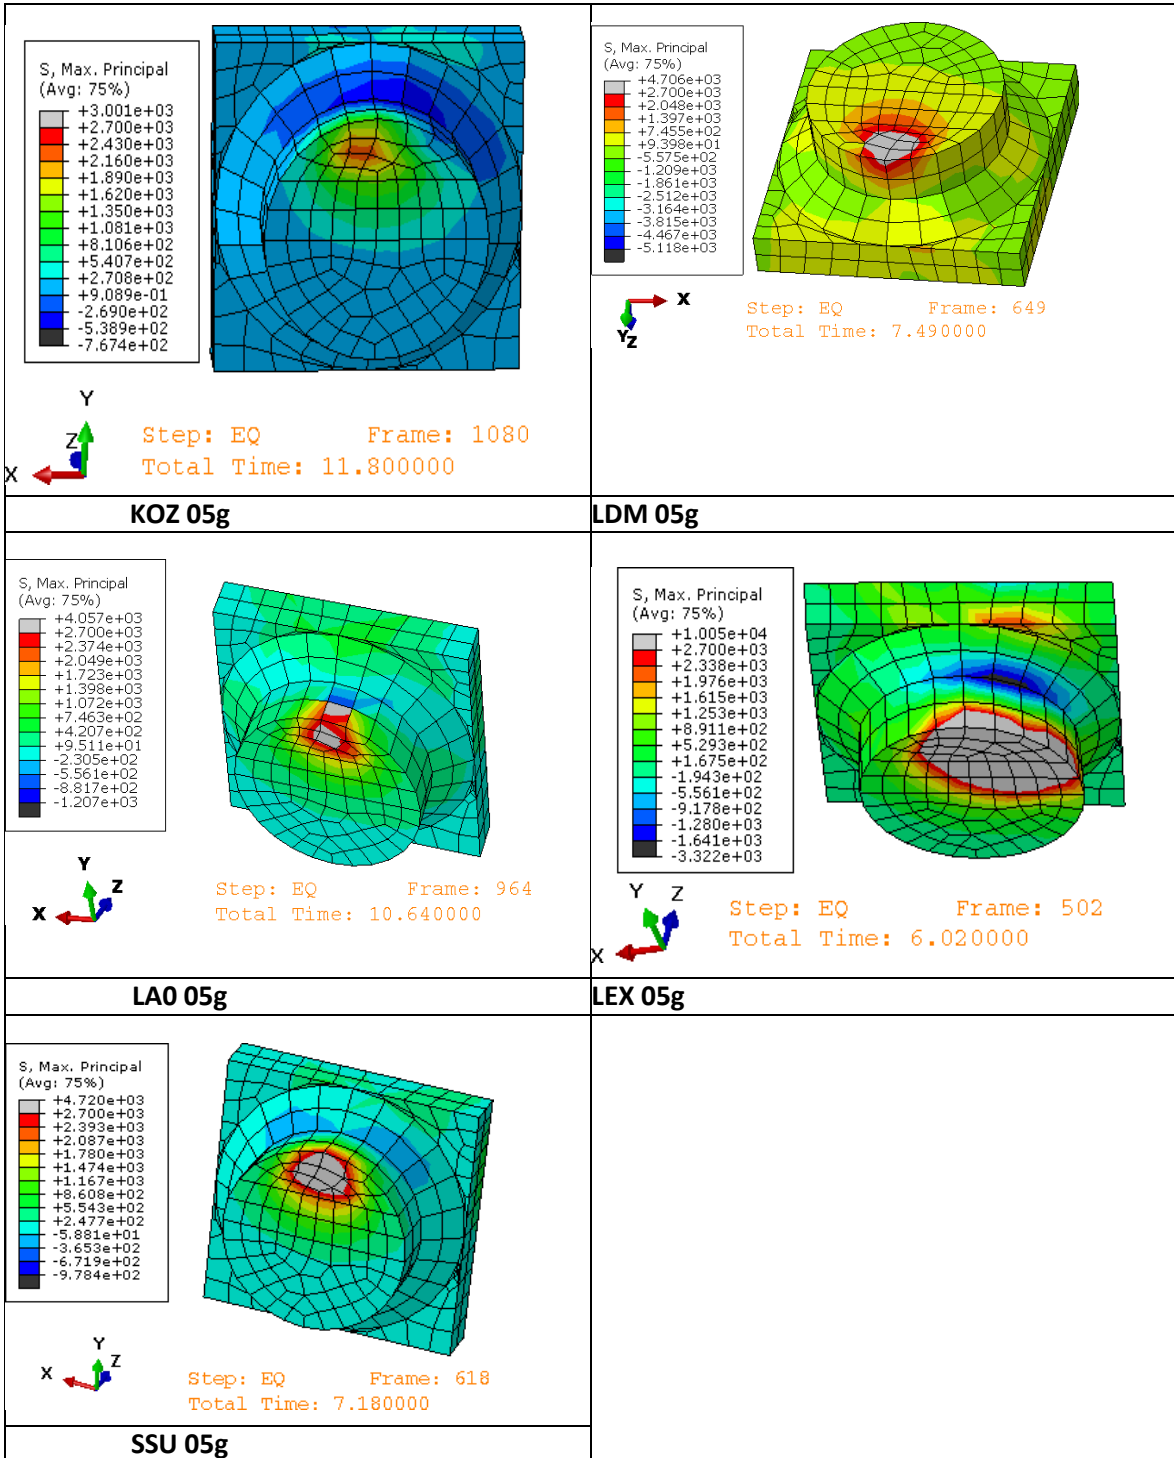 S, Max. Principal
(Avg: 75%)
+3.001e+03
+2.700e+03
+2.430e+03
+2.160e+03
+1.890e+03
+1.620e+03
+1.350e+03
+1.081e+03
+8.106e+02
+5.407e+02
+2.708e+02
+9.089e-01
-2.690e+02
-5.389e+02
-7.674e+02
Y
Z
X
Step: EQ Frame: 1080
Total Time: 11.800000
KOZ 05g
S, Max. Principal
(Avg: 75%)
+4.706e+03
+2.700e+03
+2.048e+03
+1.397e+03
+7.455e+02
+9.398e+01
-5.575e+02
-1.209e+03
-1.861e+03
-2.512e+03
-3.164e+03
-3.815e+03
-4.467e+03
-5.118e+03
X
Y
Z
Step: EQ Frame: 649
Total Time: 7.490000
LDM 05g
S, Max. Principal
(Avg: 75%)
+4.057e+03
+2.700e+03
+2.374e+03
+2.049e+03
+1.723e+03
+1.398e+03
+1.072e+03
+7.463e+02
+4.207e+02
+9.511e+01
-2.305e+02
-5.561e+02
-8.817e+02
-1.207e+03
Y
Z
X
Step: EQ Frame: 964
Total Time: 10.640000
LA0 05g
S, Max. Principal
(Avg: 75%)
+1.005e+04
+2.700e+03
+2.338e+03
+1.976e+03
+1.615e+03
+1.253e+03
+8.911e+02
+5.293e+02
+1.675e+02
-1.943e+02
-5.561e+02
-9.178e+02
-1.280e+03
-1.641e+03
-3.322e+03
Y Z
X
Step: EQ Frame: 502
Total Time: 6.020000
LEX 05g
S, Max. Principal
(Avg: 75%)
+4.720e+03
+2.700e+03
+2.393e+03
+2.087e+03
+1.780e+03
+1.474e+03
+1.167e+03
+8.608e+02
+5.543e+02
+2.477e+02
-5.881e+01
-3.653e+02
-6.719e+02
-9.784e+02
Y
Z
X
Step: EQ Frame: 618
Total Time: 7.180000
SSU 05g